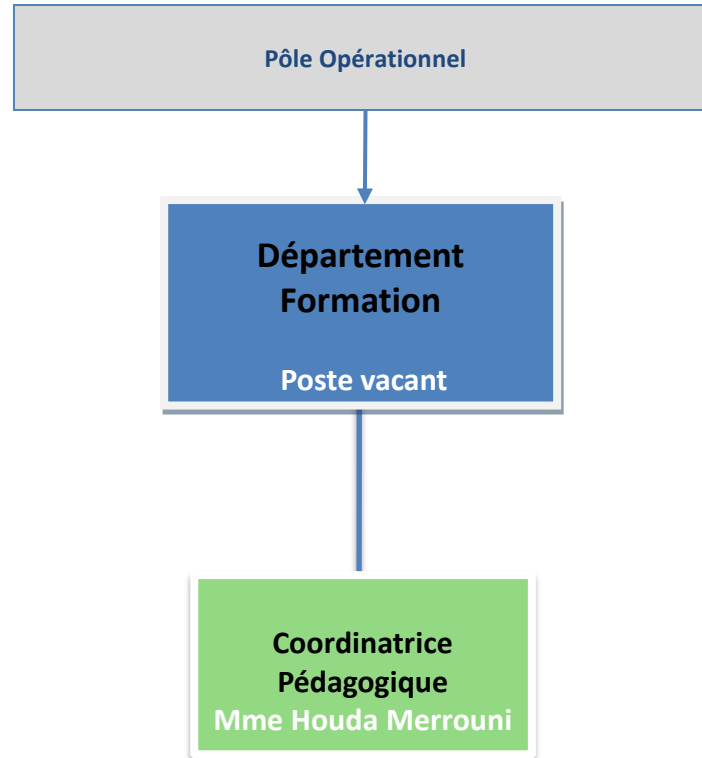 Pôle Opérationnel
Département
Formation
Poste vacant
Coordinatrice
Pédagogique
Mme Houda Merrouni